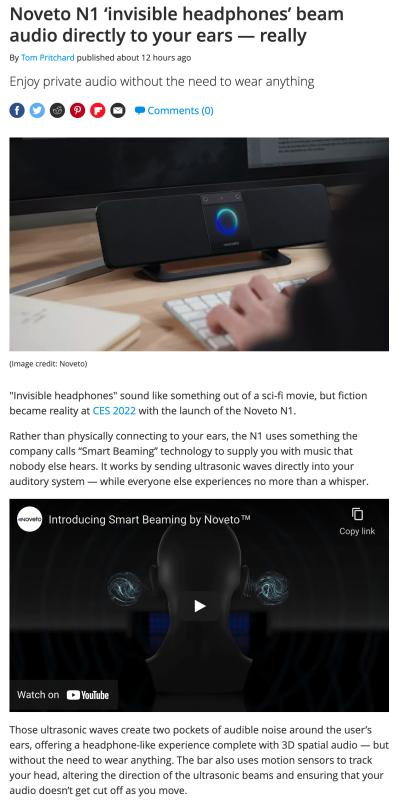 Noveto N1 ‘invisible headphones’ beam
audio directly to your ears — really
By Tom Pritchard published about 12 hours ago
Enjoy private audio without the need to wear anything
Comments (0)
(Image credit: Noveto)
"Invisible headphones" sound like something out of a sci-fi movie, but fiction
became reality at CES 2022 with the launch of the Noveto N1.
Rather than physically connecting to your ears, the N1 uses something the
company calls “Smart Beaming” technology to supply you with music that
nobody else hears. It works by sending ultrasonic waves directly into your
auditory system — while everyone else experiences no more than a whisper.
Noveto
Introducing Smart Beaming by Noveto™
Copy link
Watch on YouTube
Those ultrasonic waves create two pockets of audible noise around the user’s
ears, offering a headphone-like experience complete with 3D spatial audio — but
without the need to wear anything. The bar also uses motion sensors to track
your head, altering the direction of the ultrasonic beams and ensuring that your
audio doesn’t get cut off as you move.